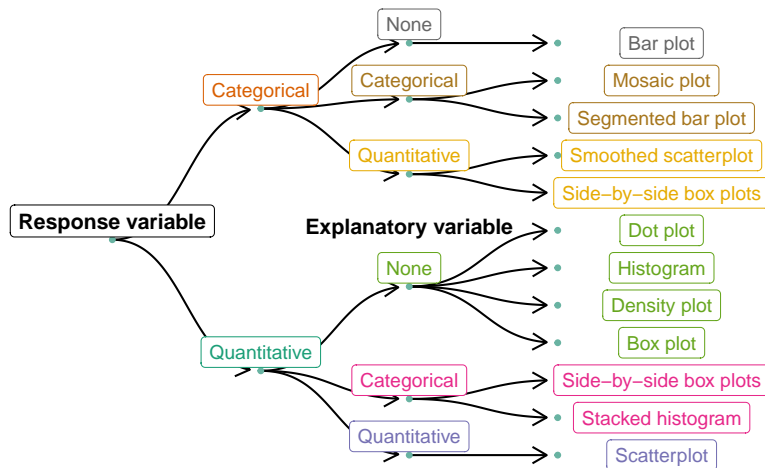 None
Bar plot
Categorical
Categorical
Mosaic plot
Segmented bar plot
Quantitative
Smoothed scatterplot
Side−by−side box plots
Response variable
Explanatory variable
Dot plot
None
Histogram
Density plot
Box plot
Quantitative
Categorical
Side−by−side box plots
Stacked histogram
Quantitative
Scatterplot